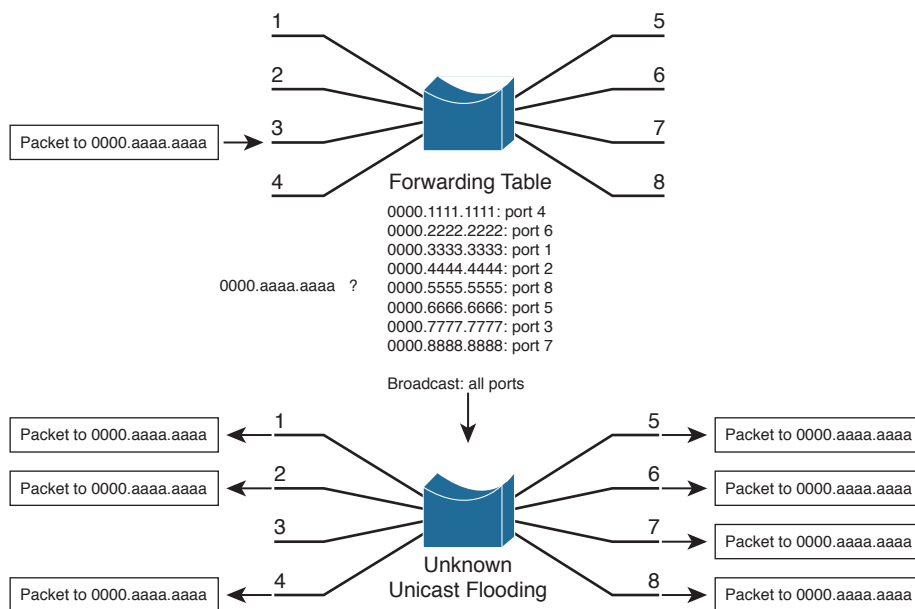 1
5
2
6
Packet to 0000.aaaa.aaaa
3
7
4
8
Forwarding Table
0000.1111.1111: port 4
0000.2222.2222: port 6
0000.3333.3333: port 1
0000.4444.4444: port 2
0000.aaaa.aaaa ?
0000.5555.5555: port 8
0000.6666.6666: port 5
0000.7777.7777: port 3
0000.8888.8888: port 7
Broadcast: all ports
Packet to 0000.aaaa.aaaa
1
5
Packet to 0000.aaaa.aaaa
Packet to 0000.aaaa.aaaa
2
6
Packet to 0000.aaaa.aaaa
3
7
Packet to 0000.aaaa.aaaa
Packet to 0000.aaaa.aaaa
4
Unknown
Unicast Flooding
8
Packet to 0000.aaaa.aaaa